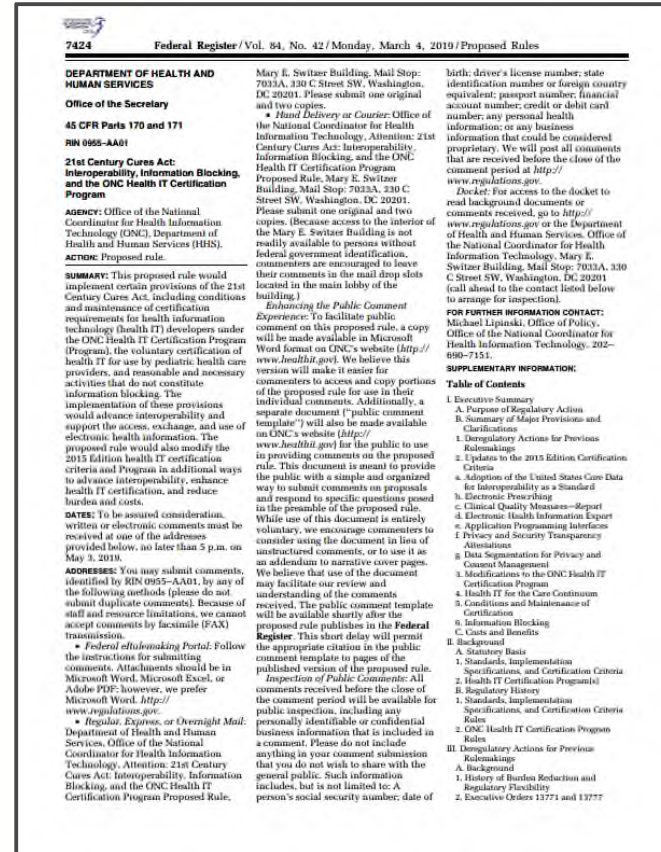 7424 Federal Register / Vol. 84, No. 42 / Monday, March 4, 2019 / Proposed Rules
DEPARTMENT OF HEALTH AND
HUMAN SERVICES
Office of the Secretary
45 CFR Parts 170 and 171
RIN 0955–AA01
21st Century Cures Act:
Interoperability, Information Blocking,
and the ONC Health IT Certification
Program
AGENCY: Office of the National
Coordinator for Health Information
Technology (ONC), Department of
Health and Human Services (HHS).
ACTION: Proposed rule.
SUMMARY: This proposed rule would
implement certain provisions of the 21st
Century Cures Act, including conditions
and maintenance of certification
requirements for health information
technology (health IT) developers under
the ONC Health IT Certification Program
(Program), the voluntary certification of
health IT for use by pediatric health care
providers, and reasonable and necessary
activities that do not constitute
information blocking. The
implementation of these provisions
would advance interoperability and
support the access, exchange, and use of
electronic health information. The
proposed rule would also modify the
2015 Edition health IT certification
criteria and Program in additional ways
to advance interoperability, enhance
health IT certification, and reduce
burden and costs.
DATES: To be assured consideration,
written or electronic comments must be
received at one of the addresses
provided below, no later than 5 p.m. on
May 3, 2019.
ADDRESSES: You may submit comments,
identified by RIN 0955–AA01, by any of
the following methods (please do not
submit duplicate comments). Because of
staff and resource limitations, we cannot
accept comments by facsimile (FAX)
transmission.
• Federal eRulemaking Portal: Follow
the instructions for submitting
comments. Attachments should be in
Microsoft Word, Microsoft Excel, or
Adobe PDF; however, we prefer
Microsoft Word. http://
www.regulations.gov.
• Regular, Express, or Overnight Mail:
Department of Health and Human
Services, Office of the National
Coordinator for Health Information
Technology, Attention: 21st Century
Cures Act: Interoperability, Information
Blocking, and the ONC Health IT
Certification Program Proposed Rule,
Mary E. Switzer Building, Mail Stop:
7033A, 330 C Street SW, Washington,
DC 20201. Please submit one original
and two copies.
• Hand Delivery or Courier: Office of
the National Coordinator for Health
Information Technology, Attention: 21st
Century Cures Act: Interoperability,
Information Blocking, and the ONC
Health IT Certification Program
Proposed Rule, Mary E. Switzer
Building, Mail Stop: 7033A, 330 C
Street SW, Washington, DC 20201.
Please submit one original and two
copies. (Because access to the interior of
the Mary E. Switzer Building is not
readily available to persons without
federal government identification,
commenters are encouraged to leave
their comments in the mail drop slots
located in the main lobby of the
building.)
Enhancing the Public Comment
Experience: To facilitate public
comment on this proposed rule, a copy
will be made available in Microsoft
Word format on ONC's website (http://
www.healthit.gov). We believe this
version will make it easier for
commenters to access and copy portions
of the proposed rule for use in their
individual comments. Additionally, a
separate document (“public comment
template”) will also be made available
on ONC's website (http://
www.healthit.gov) for the public to use
in providing comments on the proposed
rule. This document is meant to provide
the public with a simple and organized
way to submit comments on proposals
and respond to specific questions posed
in the preamble of the proposed rule.
While use of this document is entirely
voluntary, we encourage commenters to
consider using the document in lieu of
unstructured comments, or to use it as
an addendum to narrative cover pages.
We believe that use of the document
may facilitate our review and
understanding of the comments
received. The public comment template
will be available shortly after the
proposed rule publishes in the Federal
Register. This short delay will permit
the appropriate citation in the public
comment template to pages of the
published version of the proposed rule.
Inspection of Public Comments: All
comments received before the close of
the comment period will be available for
public inspection, including any
personally identifiable or confidential
business information that is included in
a comment. Please do not include
anything in your comment submission
that you do not wish to share with the
general public. Such information
includes, but is not limited to: A
person's social security number; date of
birth; driver's license number; state
identification number or foreign country
equivalent; passport number; financial
account number; credit or debit card
number; any personal health
information; or any business
information that could be considered
proprietary. We will post all comments
that are received before the close of the
comment period at http://
www.regulations.gov.
Docket: For access to the docket to
read background documents or
comments received, go to http://
www.regulations.gov or the Department
of Health and Human Services, Office of
the National Coordinator for Health
Information Technology, Mary E.
Switzer Building, Mail Stop: 7033A, 330
C Street SW, Washington, DC 20201
(call ahead to the contact listed below
to arrange for inspection).
FOR FURTHER INFORMATION CONTACT:
Michael Lipinski, Office of Policy,
Office of the National Coordinator for
Health Information Technology, 202–
690–7151.
SUPPLEMENTARY INFORMATION:
Table of Contents
I. Executive Summary
A. Purpose of Regulatory Action
B. Summary of Major Provisions and
Clarifications
1. Deregulatory Actions for Previous
Rulemakings
2. Updates to the 2015 Edition Certification
Criteria
a. Adoption of the United States Core Data
for Interoperability as a Standard
b. Electronic Prescribing
c. Clinical Quality Measures—Report
d. Electronic Health Information Export
e. Application Programming Interfaces
f. Privacy and Security Transparency
Attestations
g. Data Segmentation for Privacy and
Consent Management
3. Modifications to the ONC Health IT
Certification Program
4. Health IT for the Care Continuum
5. Conditions and Maintenance of
Certification
6. Information Blocking
C. Costs and Benefits
II. Background
A. Statutory Basis
1. Standards, Implementation
Specifications, and Certification Criteria
2. Health IT Certification Program(s)
B. Regulatory History
1. Standards, Implementation
Specifications, and Certification Criteria
Rules
2. ONC Health IT Certification Program
Rules
III. Deregulatory Actions for Previous
Rulemakings
A. Background
1. History of Burden Reduction and
Regulatory Flexibility
2. Executive Orders 13771 and 13777